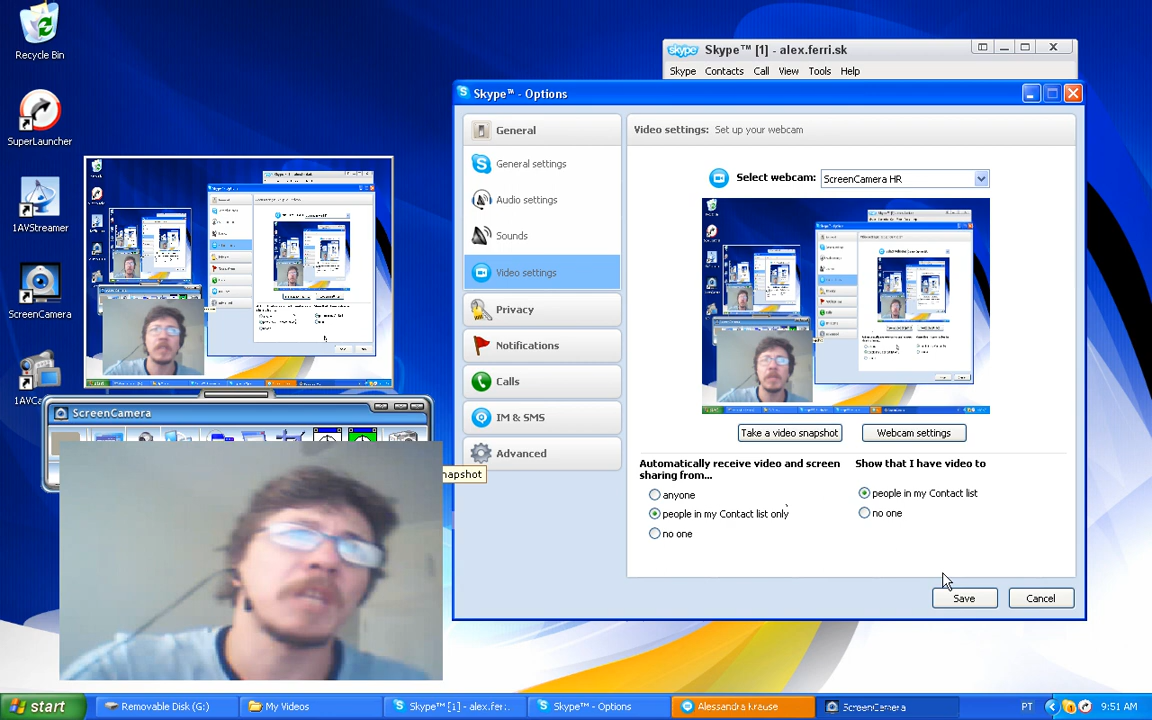 Recycle Bin
SuperLauncher
1AVStreamer
ScreenCamera
1AVCa
ScreenCamera
napshot
skype Skype™ [1] - alex.ferri.sk
Skype Contacts Call View Tools Help
Skype™ - Options
General
General settings
Audio settings
Sounds
Video settings
Privacy
Notifications
Calls
IM & SMS
Advanced
Video settings: Set up your webcam
Select webcam: ScreenCamera HR
Take a video snapshot
Webcam settings
Automatically receive video and screen
sharing from...
anyone
people in my Contact list only
no one
Show that I have video to
people in my Contact list
no one
Save
Cancel
start
Removable Disk (G:)
My Videos
Skype™ [1] - alex.fer...
Skype™ - Options
Alessandra krause
ScreenCamera
PT
9:51 AM